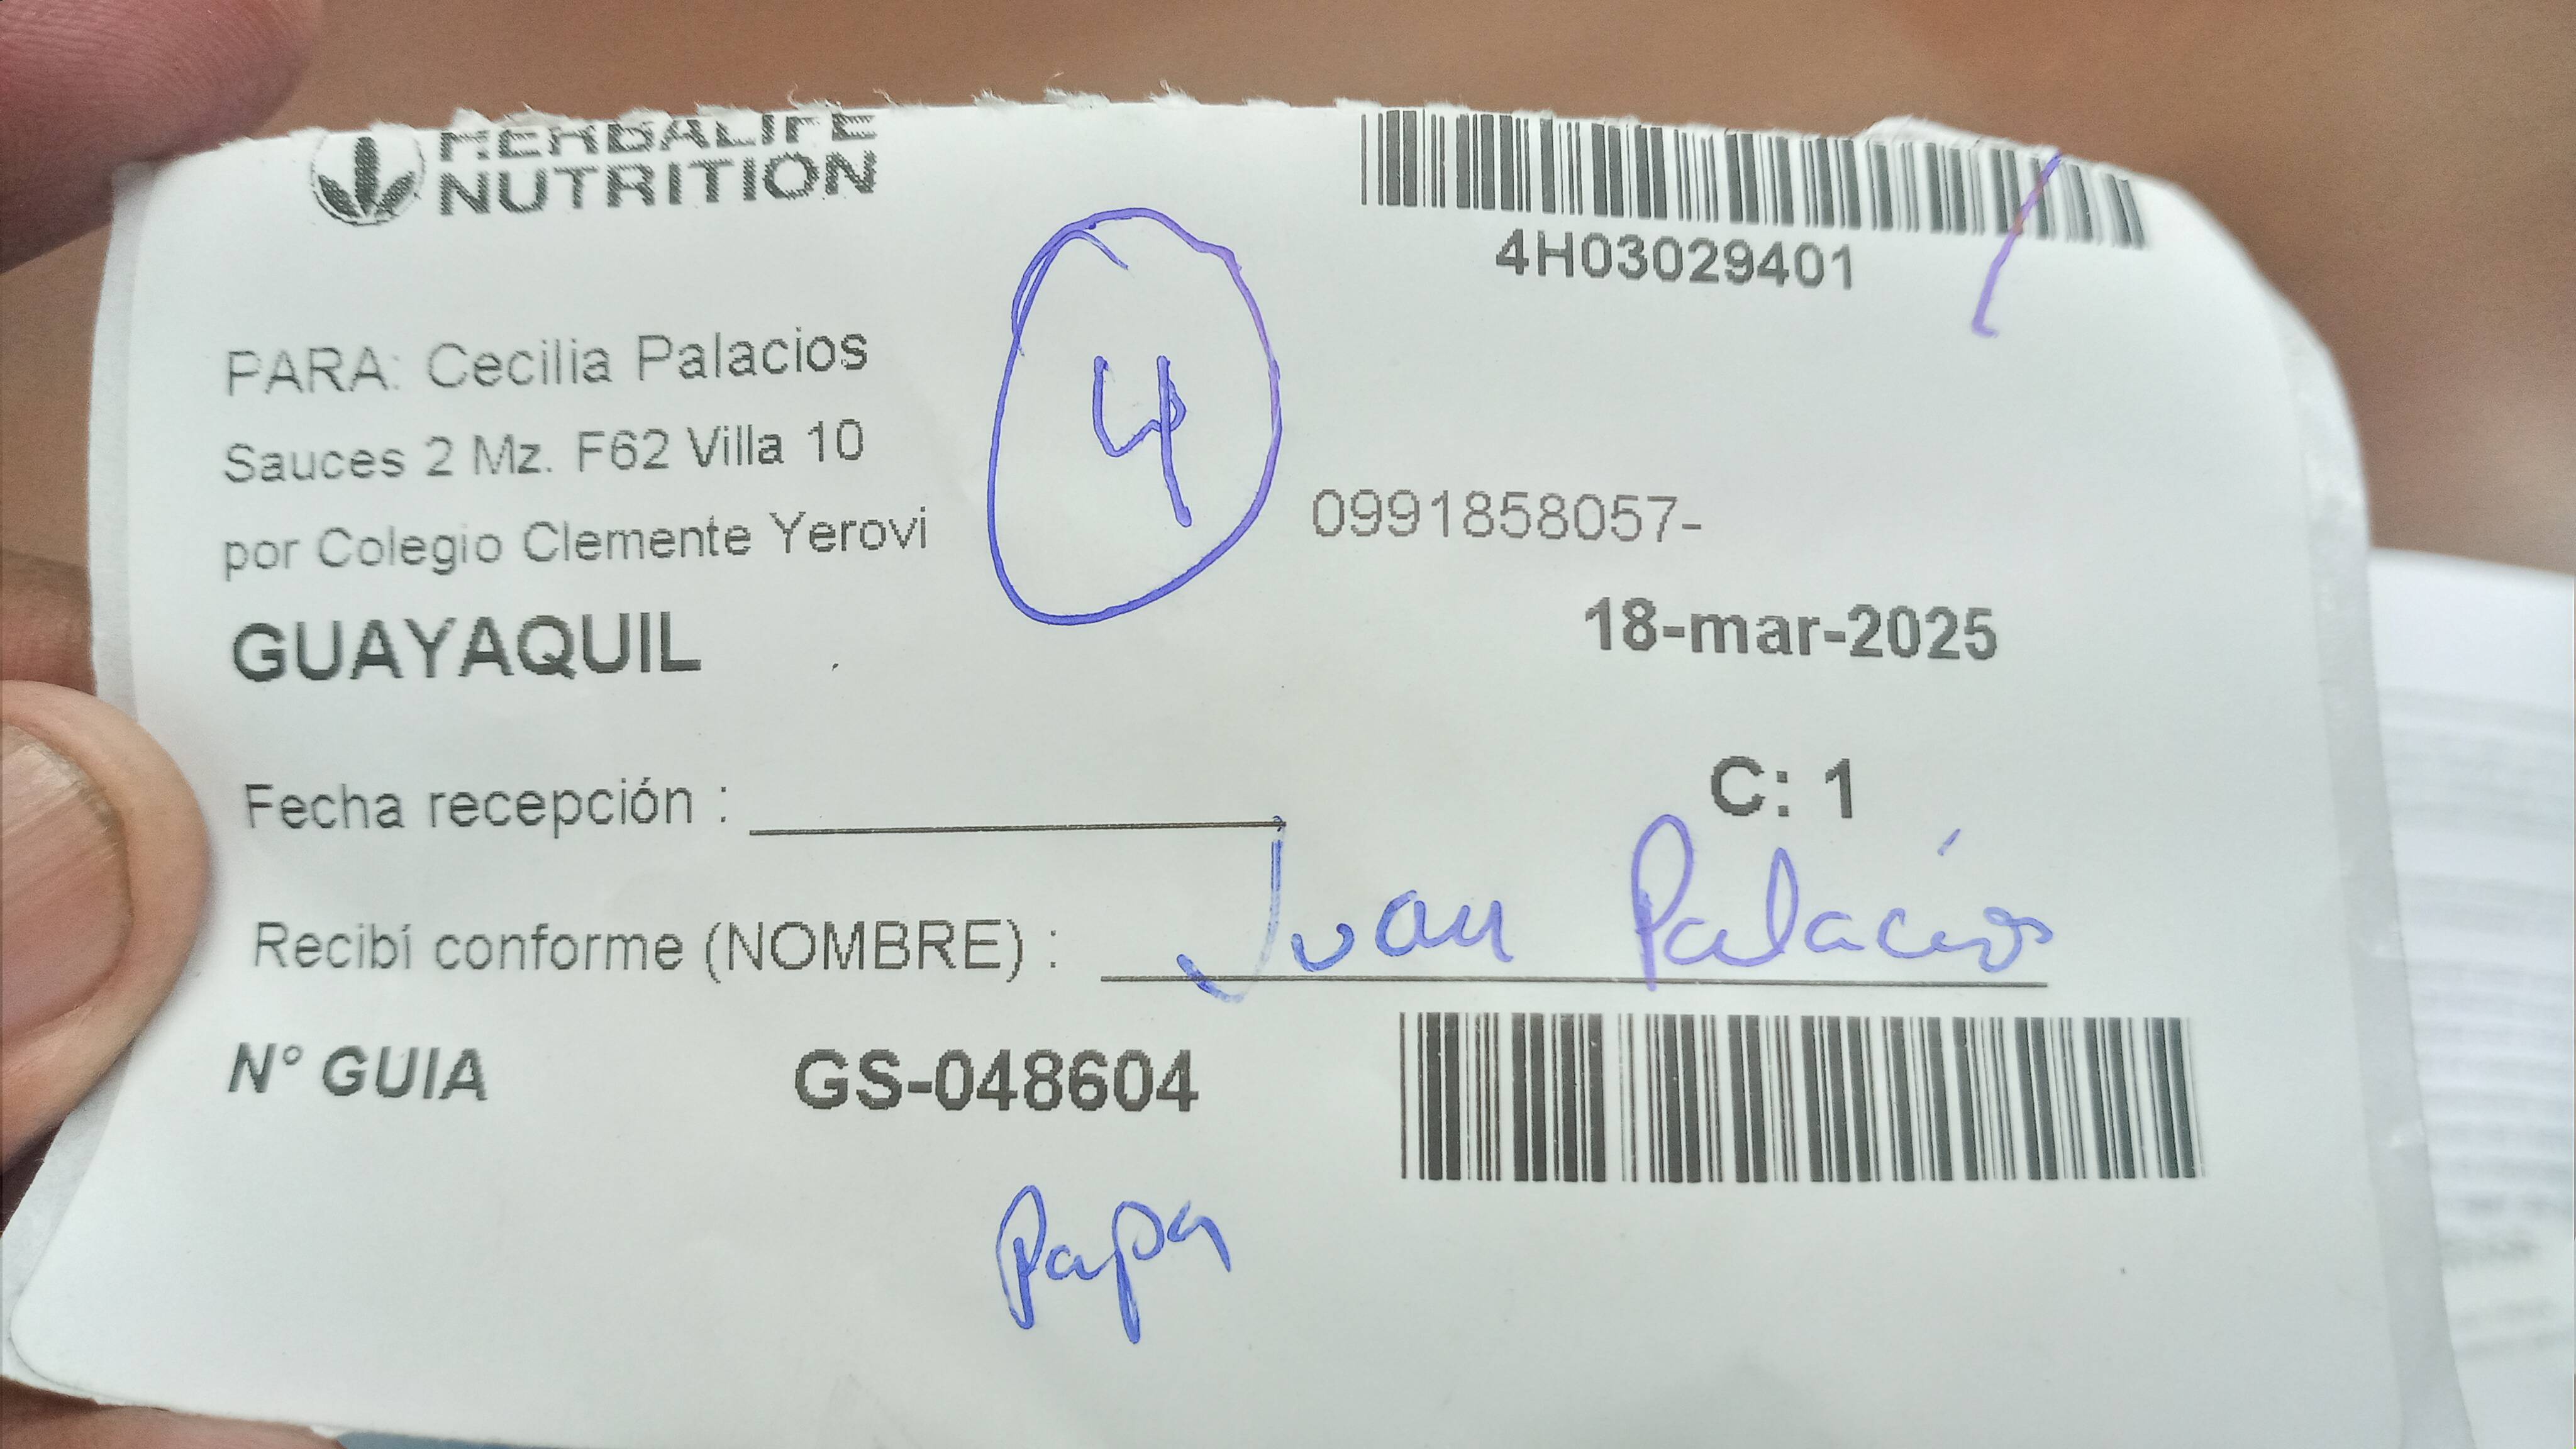 HERBALIFE
NUTRITION
4H03029401
4
PARA: Cecilia Palacios
Sauces 2 Mz. F62 Villa 10
por Colegio Clemente Yerovi
0991858057-
GUAYAQUIL
18-mar-2025
C: 1
Fecha recepción :
Recibí conforme (NOMBRE) : Juan Palacios
N° GUIA GS-048604
Papa